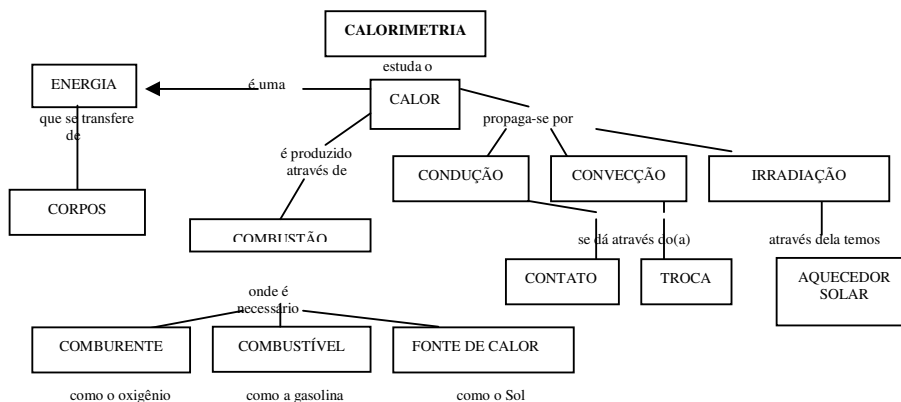 CALORIMETRIA
estuda o
ENERGIA
é uma
CALOR
que se transfere
de
propaga-se por
é produzido
através de
CONDUÇÃO
CONVECÇÃO
IRRADIAÇÃO
CORPOS
COMBUSTÃO
se dá através do(a)
através dela temos
CONTATO
TROCA
AQUECEDOR
SOLAR
onde é
necessário
COMBURENTE
COMBUSTÍVEL
FONTE DE CALOR
como o oxigênio
como a gasolina
como o Sol